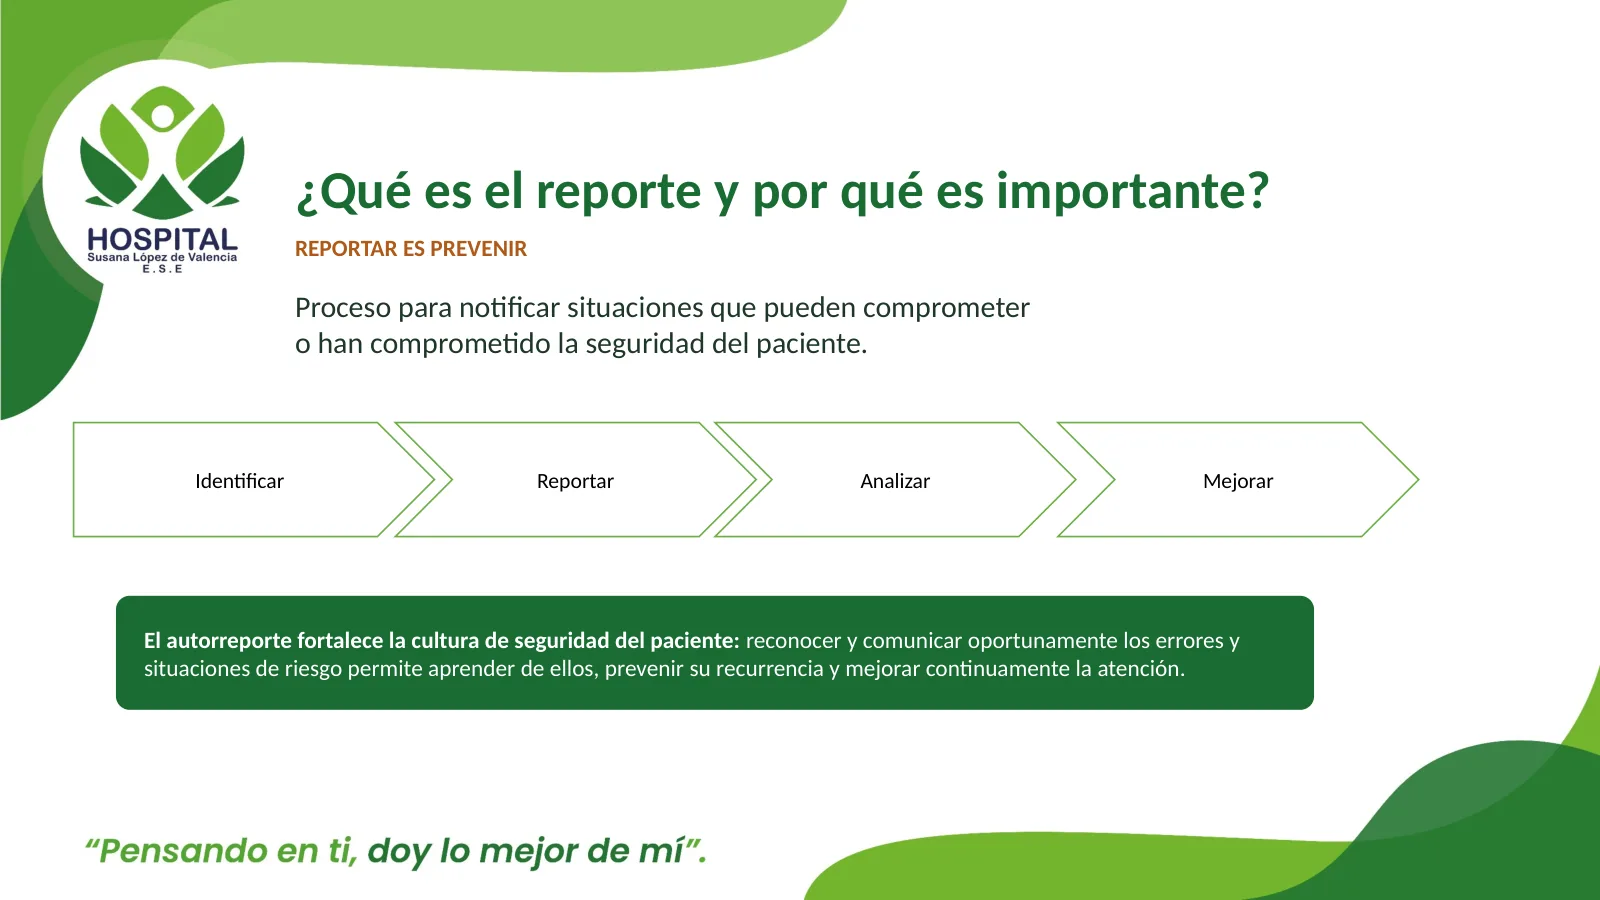 HOSPITAL
Susana López de Valencia
E.S.E
¿Qué es el reporte y por qué es importante?
REPORTAR ES PREVENIR
Proceso para notificar situaciones que pueden comprometer
o han comprometido la seguridad del paciente.
Identificar
Reportar
Analizar
Mejorar
El autorreporte fortalece la cultura de seguridad del paciente: reconocer y comunicar oportunamente los errores y
situaciones de riesgo permite aprender de ellos, prevenir su recurrencia y mejorar continuamente la atención.
“Pensando en ti, doy lo mejor de mí”.